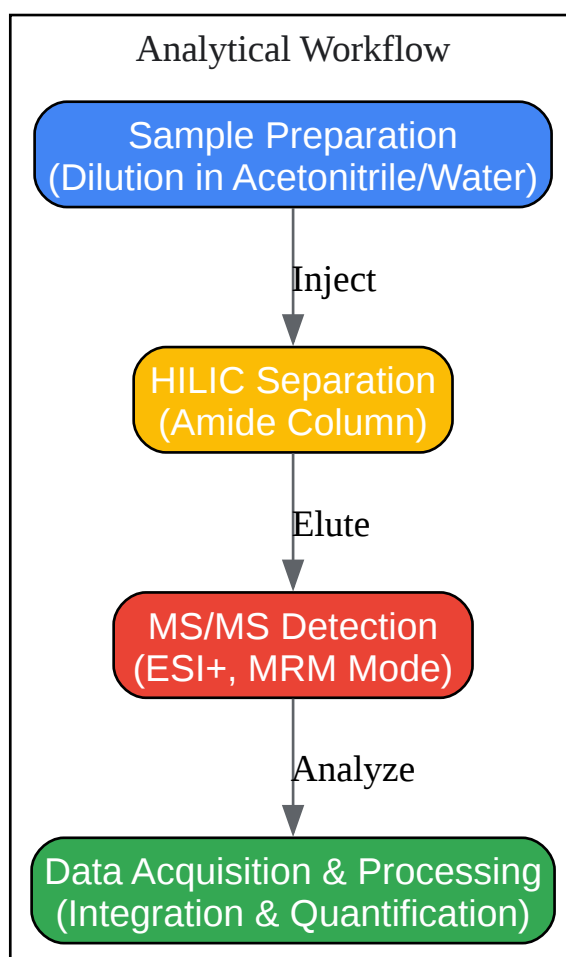 Analytical Workflow
Sample Preparation
(Dilution in Acetonitrile/Water)
Inject
HILIC Separation
(Amide Column)
Elute
MS/MS Detection
(ESI+, MRM Mode)
Analyze
Data Acquisition & Processing
(Integration & Quantification)